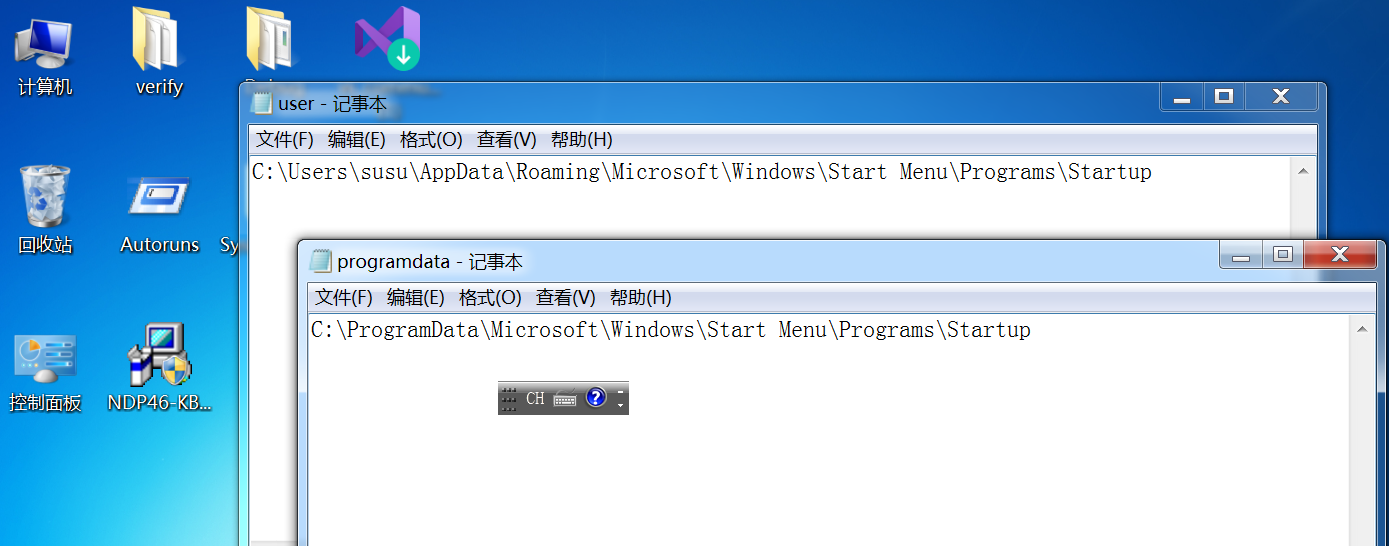 计算机
verify
user - 记事本
文件(F) 编辑(E) 格式(O) 查看(V) 帮助(H)
C:\Users\susu\AppData\Roaming\Microsoft\Windows\Start Menu\Programs\Startup
回收站
Autoruns
Sy
programdata - 记事本
文件(F) 编辑(E) 格式(O) 查看(V) 帮助(H)
C:\ProgramData\Microsoft\Windows\Start Menu\Programs\Startup
CH
控制面板
NDP46-KB...